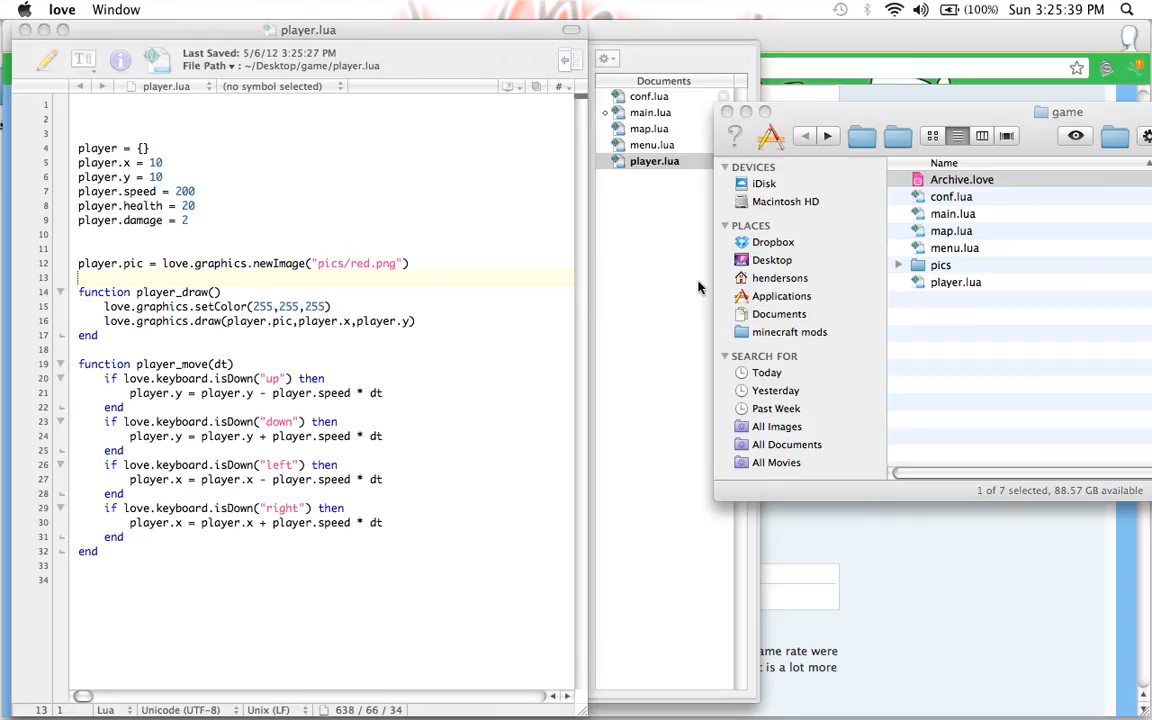 love Window (100%) Sun 3:25:39 PM
player.lua
Last Saved: 5/6/12 3:25:27 PM
File Path ▾ : ~/Desktop/game/player.lua
player.lua (no symbol selected) #
1
2
3
4 player = {}
5 player.x = 10
6 player.y = 10
7 player.speed = 200
8 player.health = 20
9 player.damage = 2
10
11
12 player.pic = love.graphics.newImage("pics/red.png")
13
14 function player_draw()
15 love.graphics.setColor(255,255,255)
16 love.graphics.draw(player.pic,player.x,player.y)
17 end
18
19 function player_move(dt)
20 if love.keyboard.isDown("up") then
21 player.y = player.y - player.speed * dt
22 end
23 if love.keyboard.isDown("down") then
24 player.y = player.y + player.speed * dt
25 end
26 if love.keyboard.isDown("left") then
27 player.x = player.x - player.speed * dt
28 end
29 if love.keyboard.isDown("right") then
30 player.x = player.x + player.speed * dt
31 end
32 end
33
34
13 1 Lua Unicode (UTF-8) Unix (LF) 638 / 66 / 34
Documents
conf.lua
main.lua
map.lua
menu.lua
player.lua
game
DEVICES
iDisk
Macintosh HD
PLACES
Dropbox
Desktop
hendersons
Applications
Documents
minecraft mods
SEARCH FOR
Today
Yesterday
Past Week
All Images
All Documents
All Movies
Name
Archive.love
conf.lua
main.lua
map.lua
menu.lua
pics
player.lua
1 of 7 selected, 88.57 GB available
ame rate were
is a lot more